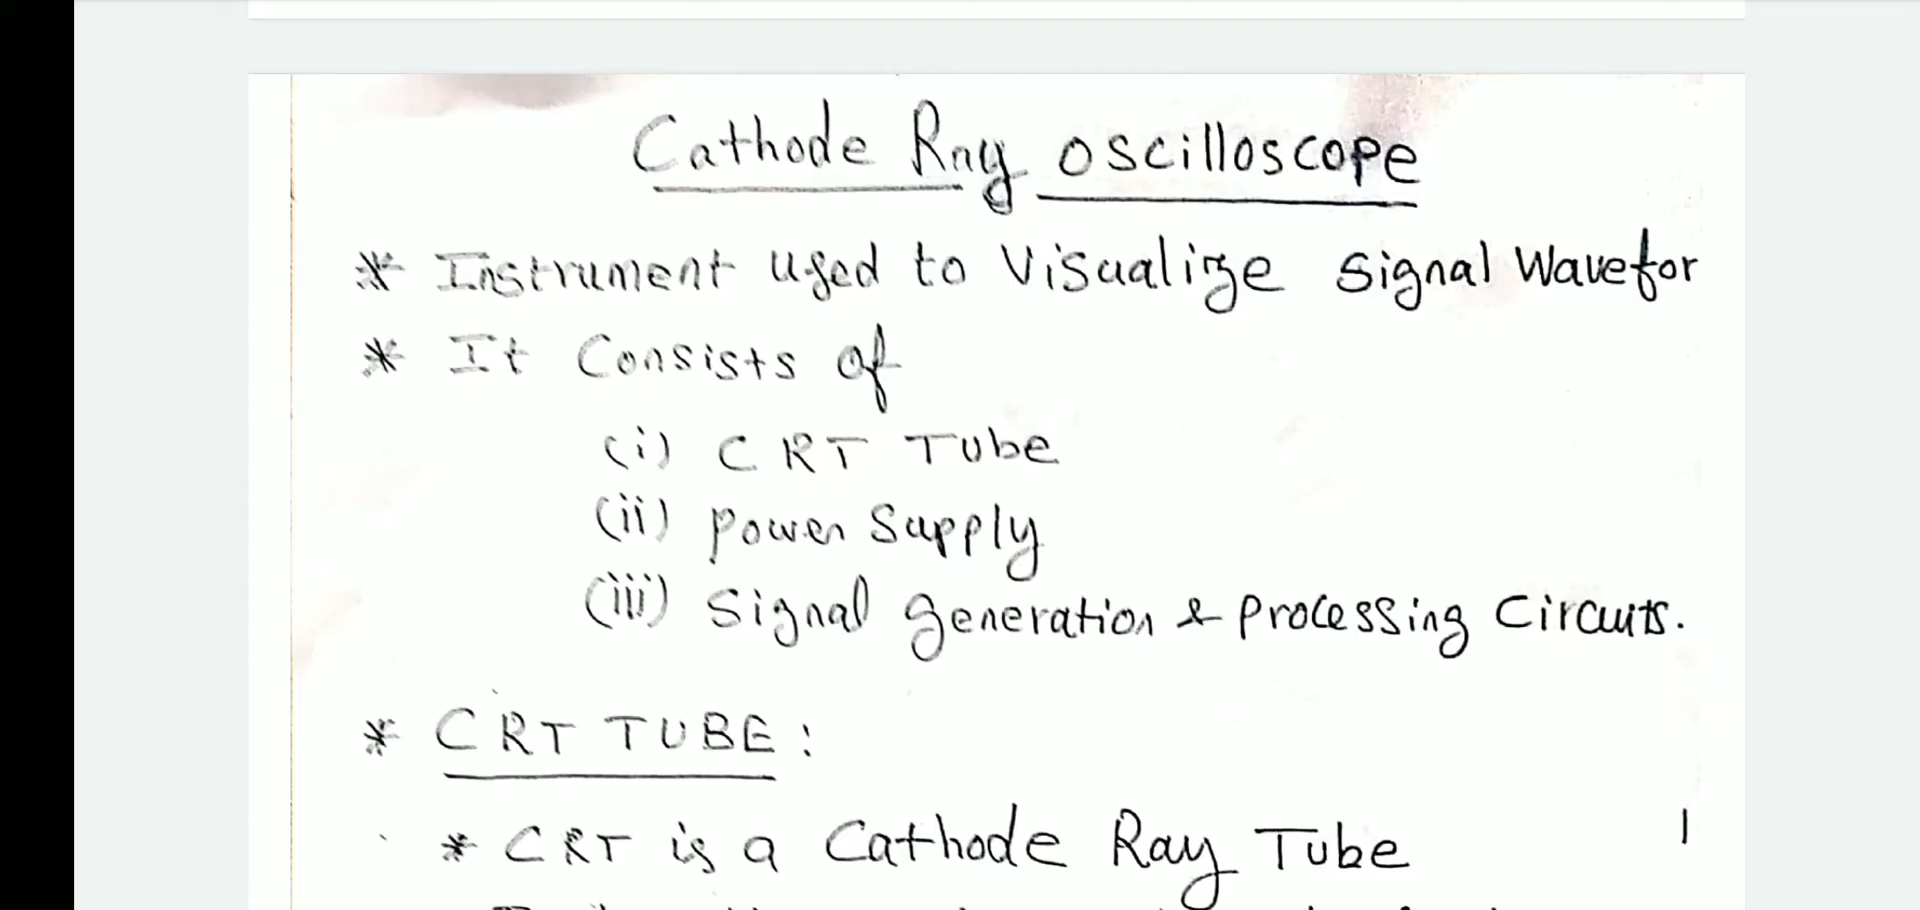 Cathode Ray oscilloscope
* Instrument used to Visualize Signal Wavefor
* It Consists of
(i) CRT Tube
(ii) Power Supply
(iii) Signal generation & Processing Circuits.
* CRT TUBE:
* CRT is a Cathode Ray Tube
1